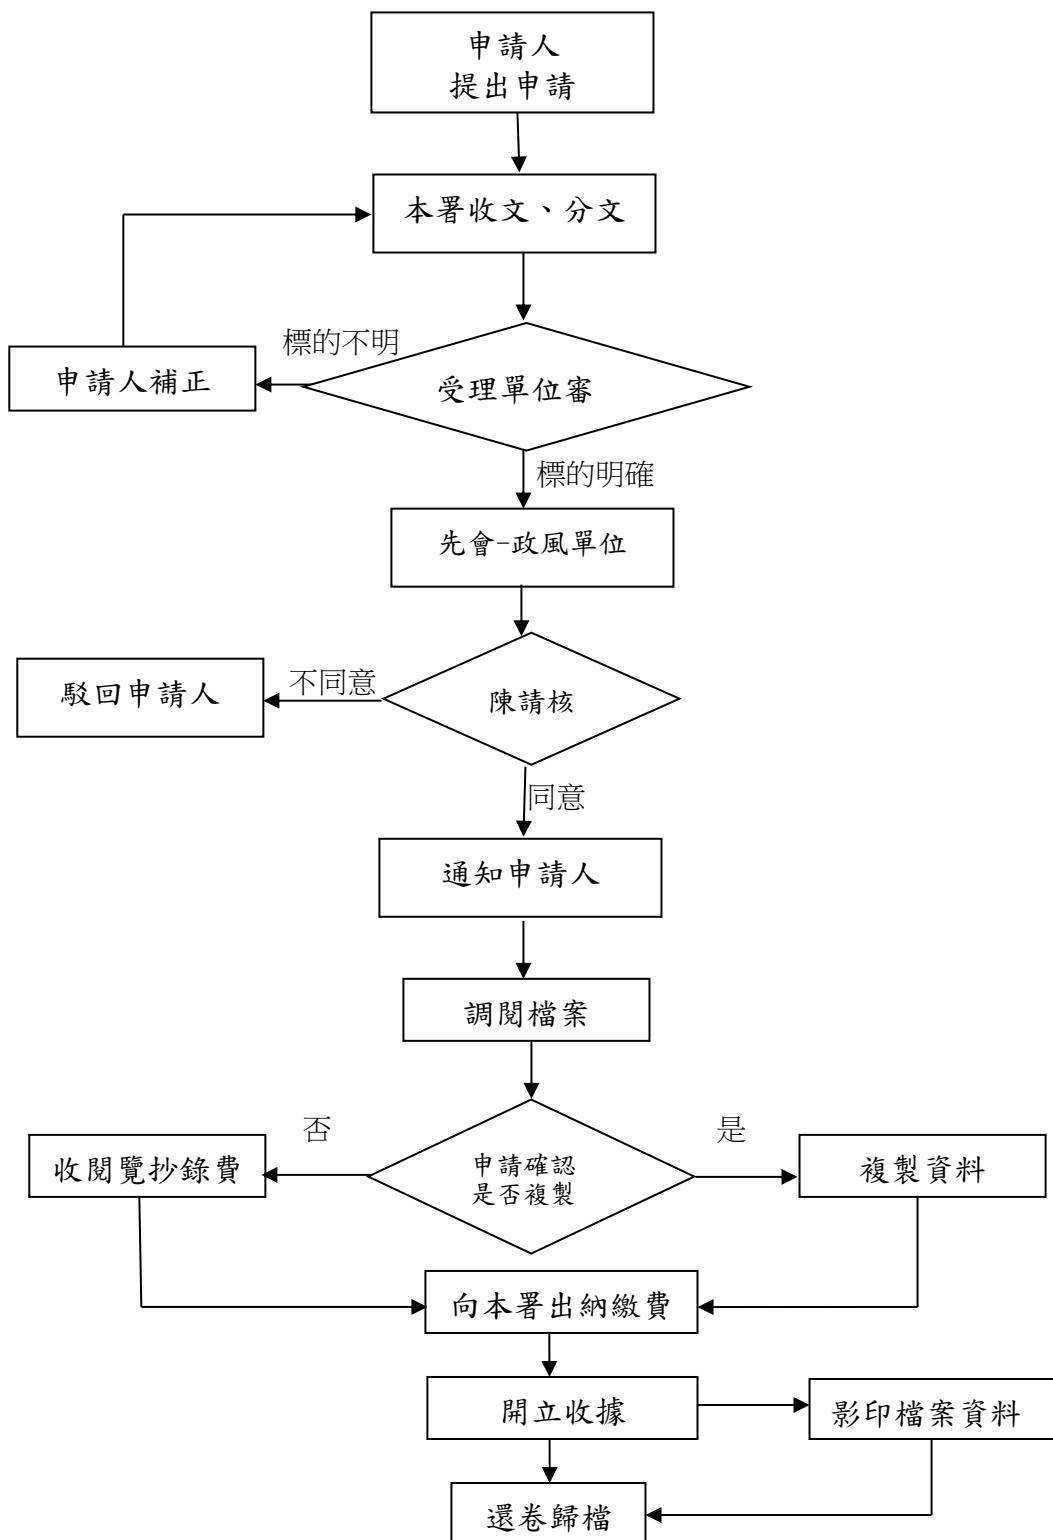 申請人
提出申請
本署收文、分文
標的不明
申請人補正
受理單位審
標的明確
先會-政風單位
不同意
駁回申請人
陳請核
同意
通知申請人
調閱檔案
否
是
收閱覽抄錄費
申請確認
是否複製
複製資料
向本署出納繳費
開立收據
影印檔案資料
還卷歸檔